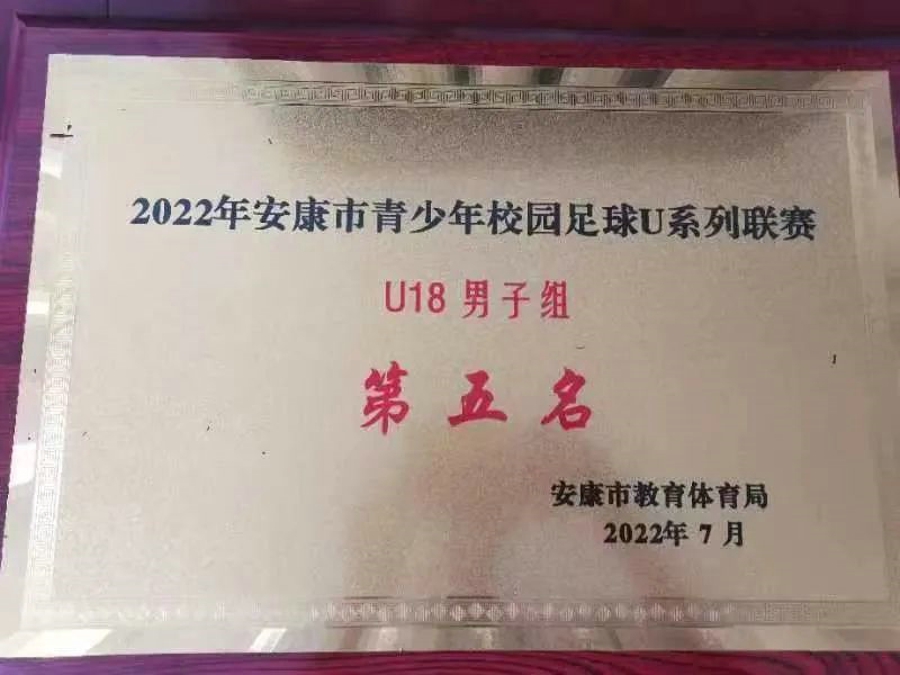 2022年安康市青少年校园足球U系列联赛
U18 男子组
第五名
安康市教育体育局
2022年 7 月